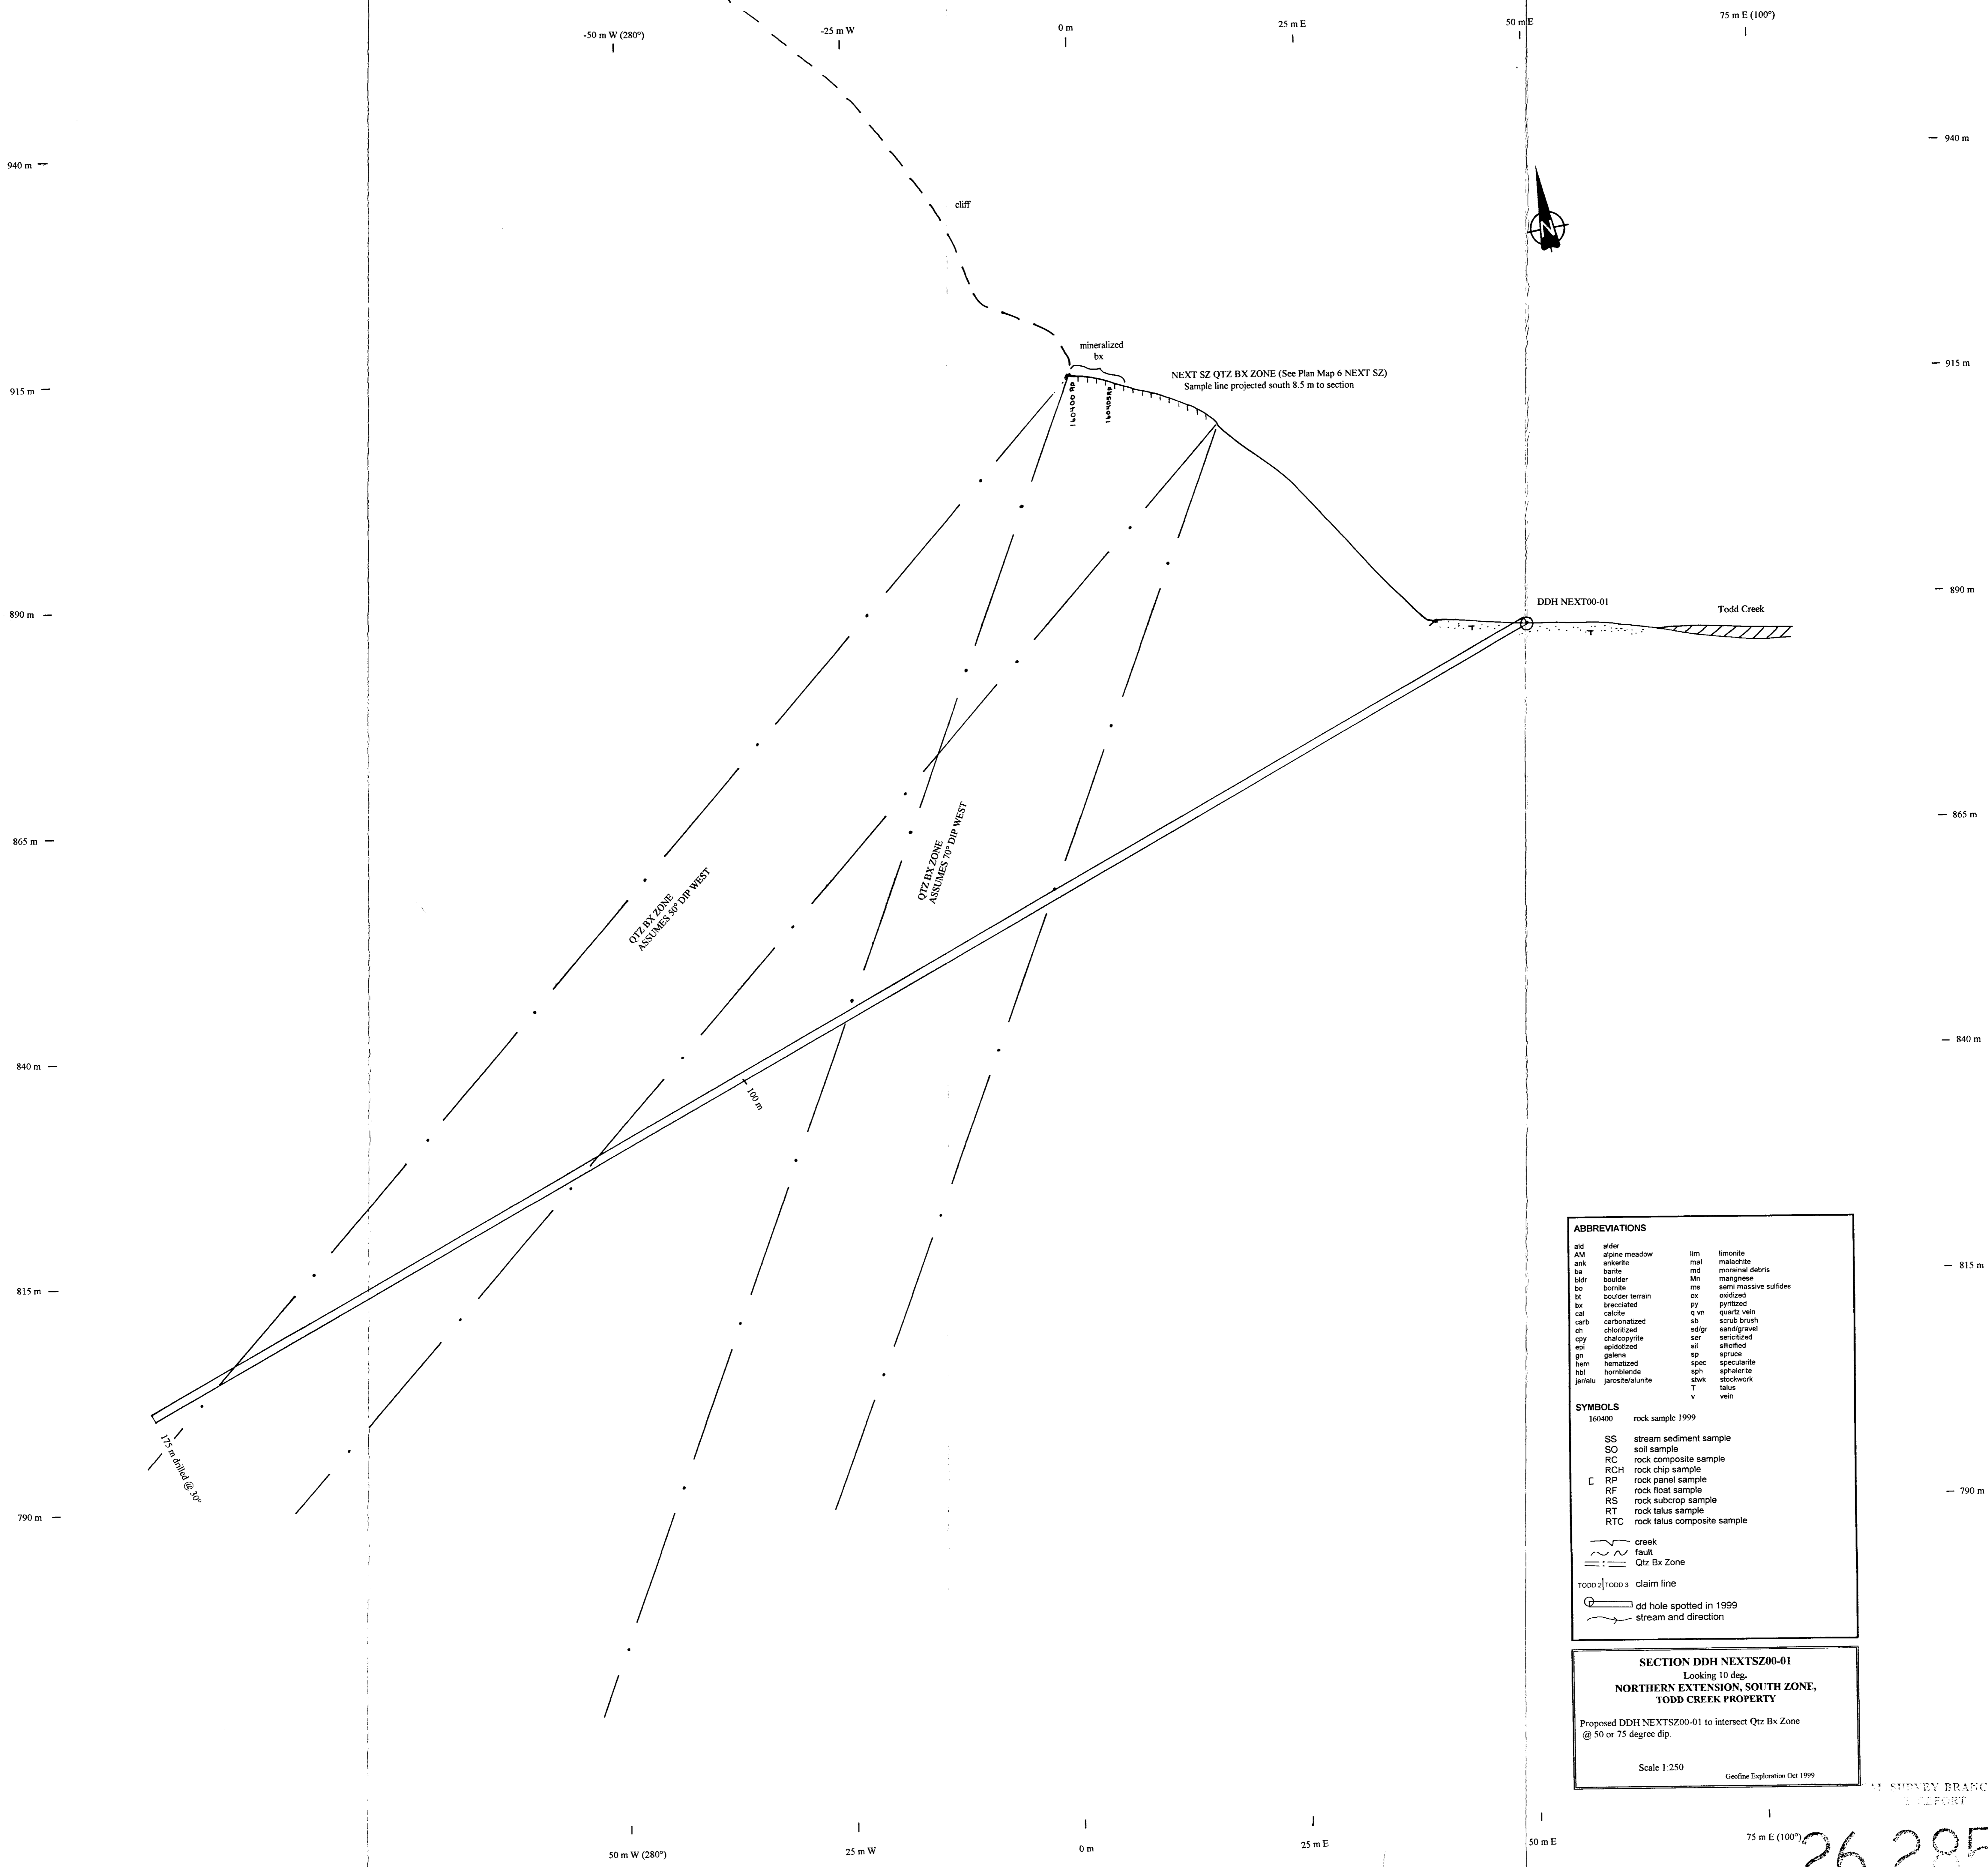 -50 m W (280°)
-25 m W
0 m
25 m E
50 m E
75 m E (100°)
940 m
940 m
cliff
N
mineralized
bx
915 m
915 m
NEXT SZ QTZ BX ZONE (See Plan Map 6 NEXT SZ)
Sample line projected south 8.5 m to section
160400 RP
160405RP
890 m
890 m
DDH NEXT00-01
Todd Creek
T
T
865 m
865 m
QTZ BX ZONE
ASSUMES 50° DIP WEST
QTZ BX ZONE
ASSUMES 70° DIP WEST
840 m
840 m
100 m
815 m
815 m
175 m drilled @ 30°
790 m
790 m
ABBREVIATIONS
ald alder
AM alpine meadow lim limonite
ank ankerite mal malachite
ba barite md morainal debris
bldr boulder Mn mangnese
bo bornite ms semi massive sulfides
bt boulder terrain ox oxidized
bx brecciated py pyritized
cal calcite q vn quartz vein
carb carbonatized sb scrub brush
ch chloritized sd/gr sand/gravel
cpy chalcopyrite ser sericitized
epi epidotized sil silicified
gn galena sp spruce
hem hematized spec specularite
hbl hornblende sph sphalerite
jar/alu jarosite/alunite stwk stockwork
T talus
v vein
SYMBOLS
160400 rock sample 1999
SS stream sediment sample
SO soil sample
RC rock composite sample
RCH rock chip sample
RP rock panel sample
RF rock float sample
RS rock subcrop sample
RT rock talus sample
RTC rock talus composite sample
creek
fault
Qtz Bx Zone
TODD 2 TODD 3 claim line
dd hole spotted in 1999
stream and direction
SECTION DDH NEXTSZ00-01
Looking 10 deg.
NORTHERN EXTENSION, SOUTH ZONE,
TODD CREEK PROPERTY
Proposed DDH NEXTSZ00-01 to intersect Qtz Bx Zone
@ 50 or 75 degree dip
Scale 1:250
Geofine Exploration Oct 1999
SURVEY BRANC
50 m W (280°)
25 m W
0 m
25 m E
50 m E
75 m E (100°)
26,285